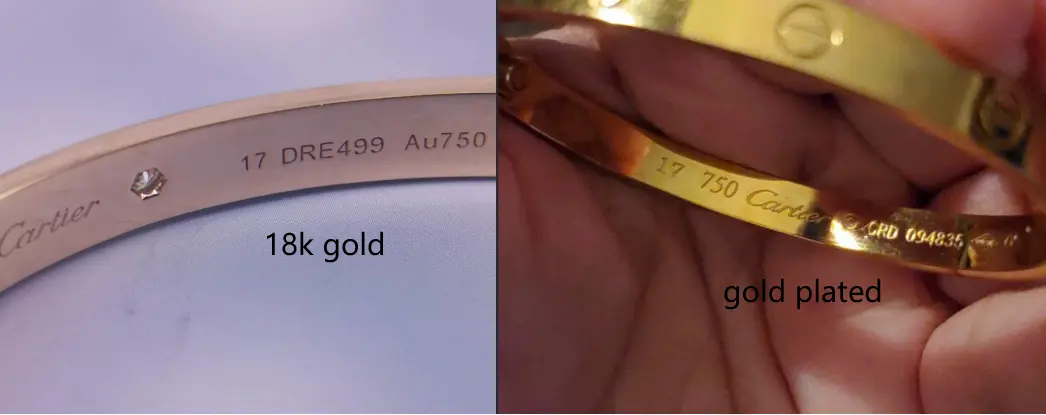 Cartier
17 DRE499 Au750
18k gold
17 750 Cartier
CRD 094835
gold plated